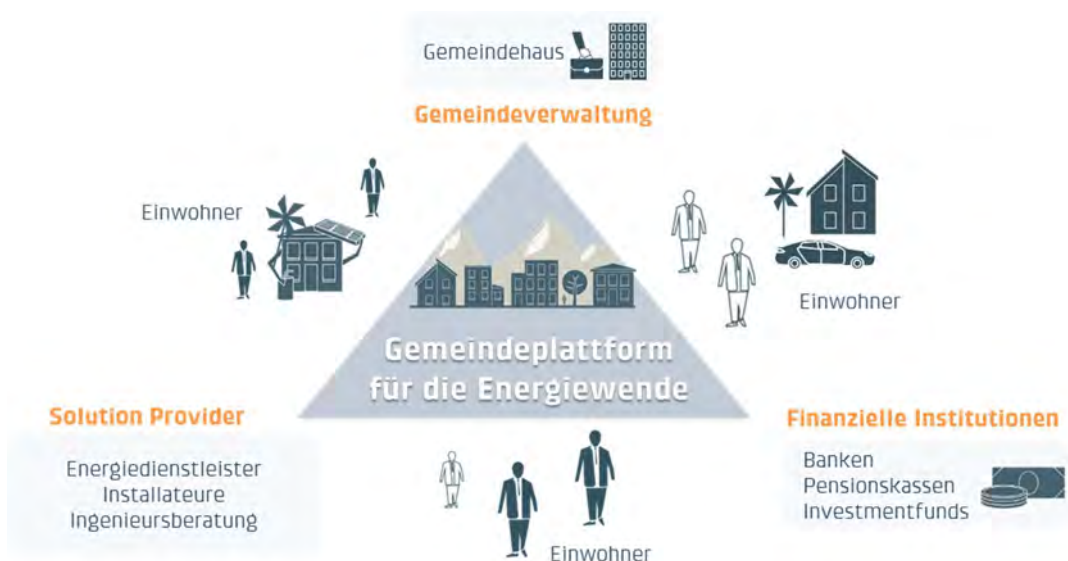 Gemeindehaus
Gemeindeverwaltung
Einwohner
Einwohner
Gemeindeplattform
für die Energiewende
Solution Provider
Energiedienstleister
Installateure
Ingenieursberatung
Finanzielle Institutionen
Banken
Pensionskassen
Investmentfunds
Einwohner